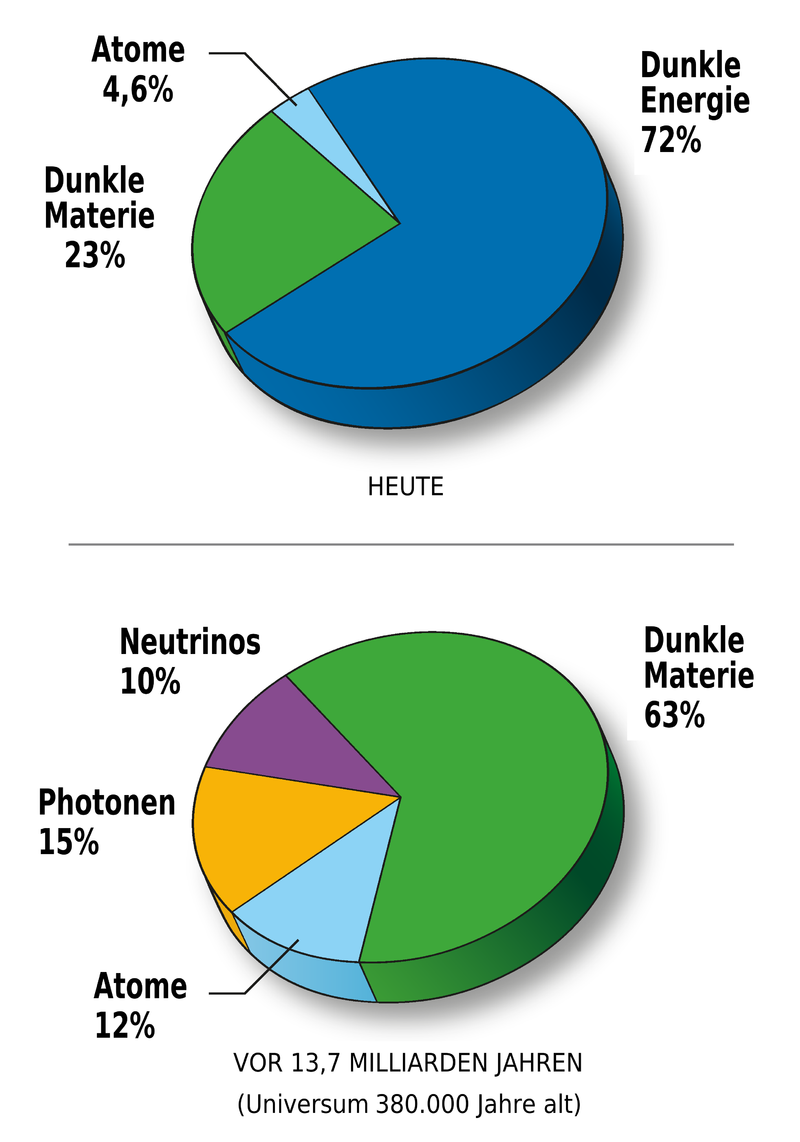 Atome
4,6%
Dunkle
Energie
72%
Dunkle
Materie
23%
HEUTE
Neutrinos
10%
Dunkle
Materie
63%
Photonen
15%
Atome
12%
VOR 13,7 MILLIARDEN JAHREN
(Universum 380.000 Jahre alt)